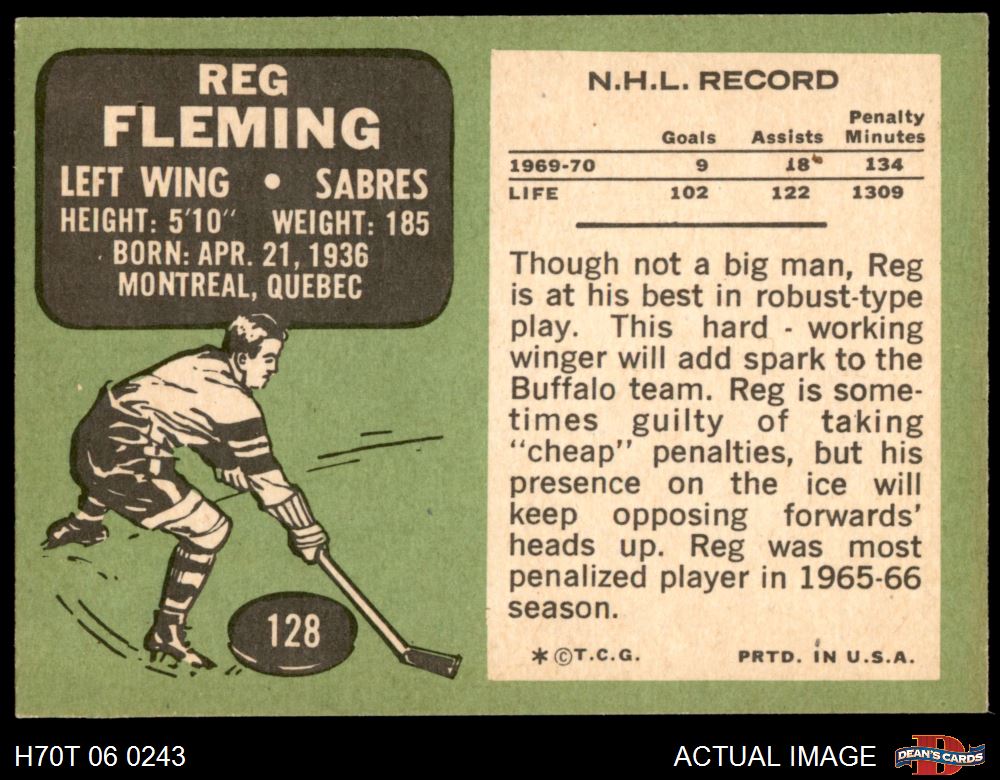 REG
FLEMING
LEFT WING • SABRES
HEIGHT: 5'10" WEIGHT: 185
BORN: APR. 21, 1936
MONTREAL, QUEBEC
128
N.H.L. RECORD
Goals Assists Penalty Minutes
1969-70 9 18 134
LIFE 102 122 1309
Though not a big man, Reg
is at his best in robust-type
play. This hard - working
winger will add spark to the
Buffalo team. Reg is some-
times guilty of taking
"cheap" penalties, but his
presence on the ice will
keep opposing forwards'
heads up. Reg was most
penalized player in 1965-66
season.
*©T.C.G. PRTD. IN U.S.A.
H70T 06 0243
ACTUAL IMAGE
D
DEAN'S CARDS